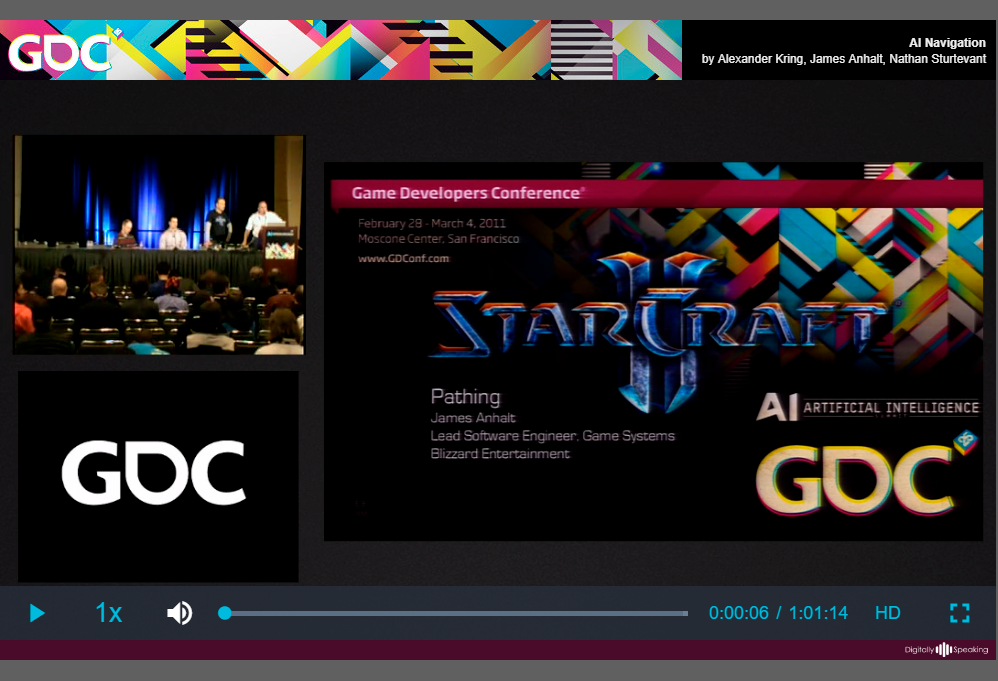 GDC
AI Navigation
by Alexander Kring, James Anhalt, Nathan Sturtevant
Game Developers Conference®
February 28 - March 4, 2011
Moscone Center, San Francisco
www.GDConf.com
STARCRAFT
II
Pathing
James Anhalt
Lead Software Engineer, Game Systems
Blizzard Entertainment
AI ARTIFICIAL INTELLIGENCE
GDC
GDC
1x
0:00:06 / 1:01:14
HD
Digitally Speaking